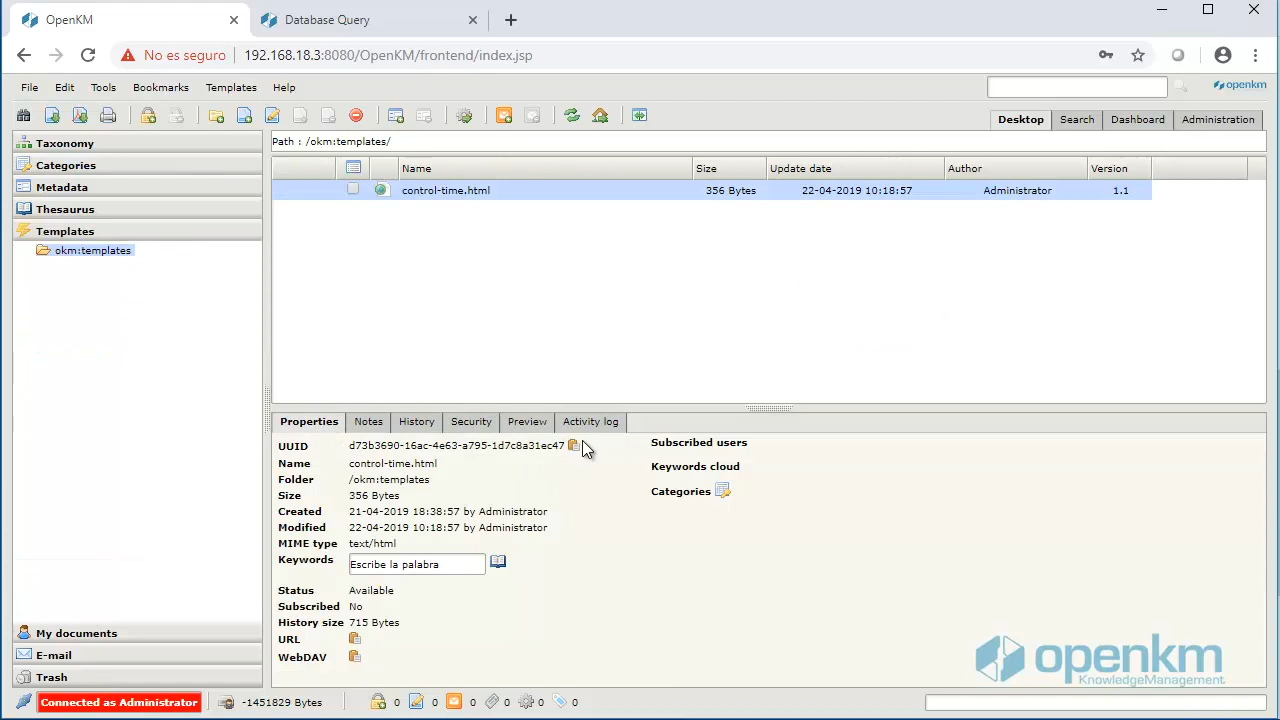 OpenKM
Database Query
No es seguro
192.168.18.3:8080/OpenKM/frontend/index.jsp
File Edit Tools Bookmarks Templates Help
openkm
Desktop Search Dashboard Administration
Taxonomy
Categories
Metadata
Thesaurus
Templates
okm:templates
Path : /okm:templates/
Name Size Update date Author Version
control-time.html 356 Bytes 22-04-2019 10:18:57 Administrator 1.1
Properties Notes History Security Preview Activity log
UUID d73b3690-16ac-4e63-a795-1d7c8a31ec47
Name control-time.html
Folder /okm:templates
Size 356 Bytes
Created 21-04-2019 18:38:57 by Administrator
Modified 22-04-2019 10:18:57 by Administrator
MIME type text/html
Keywords Escribe la palabra
Status Available
Subscribed No
History size 715 Bytes
URL
WebDAV
Subscribed users
Keywords cloud
Categories
My documents
E-mail
Trash
openkm
KnowledgeManagement.
Connected as Administrator -1451829 Bytes 0 0 0 0 0 0